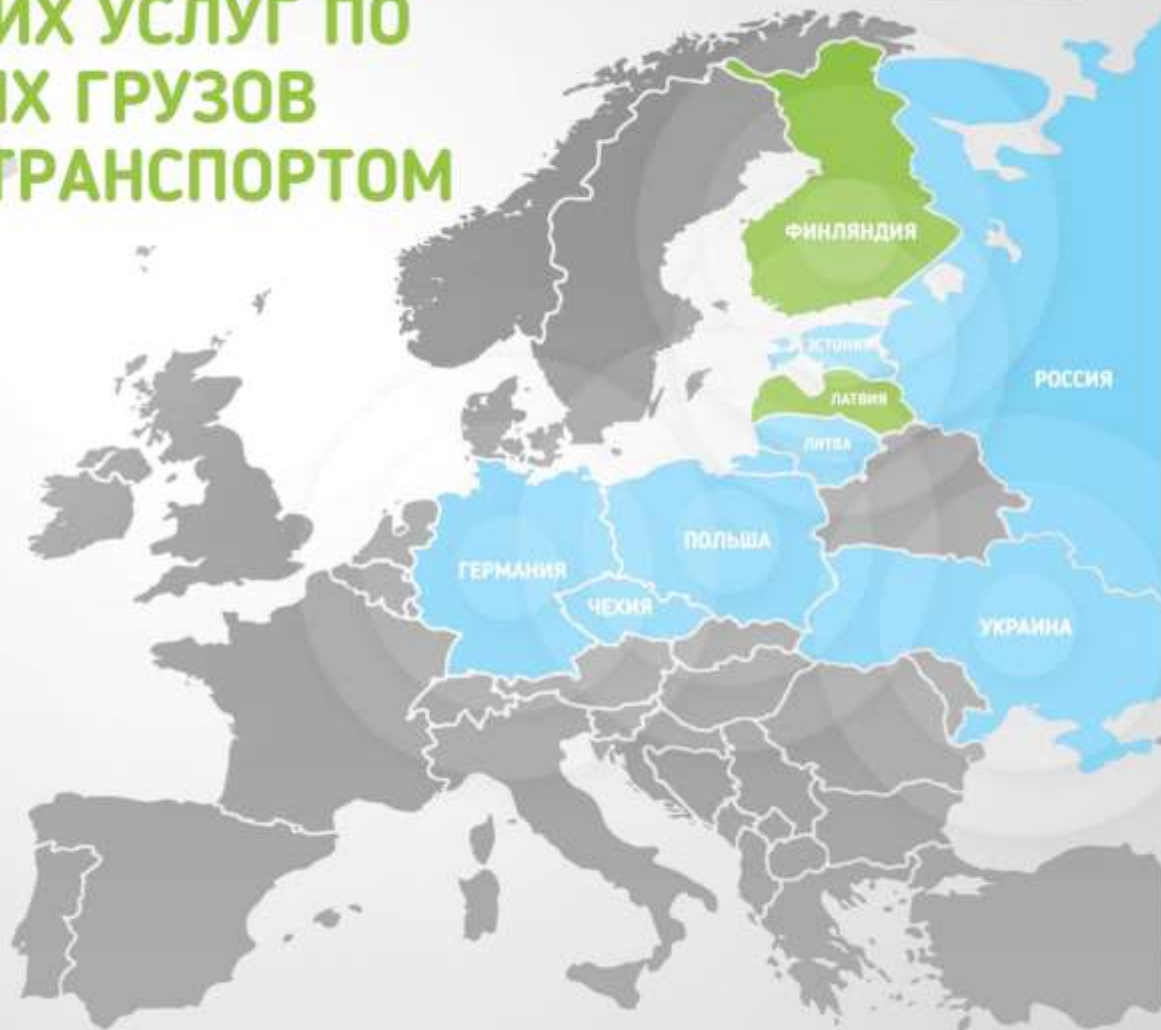 ИХ УСЛУГ ПО
ИХ ГРУЗОВ
ТРАНСПОРТОМ
ФИНЛЯНДИЯ
ЭСТОНИЯ
РОССИЯ
ЛАТВИЯ
ЛИТВА
ПОЛЬША
ГЕРМАНИЯ
ЧЕХИЯ
УКРАИНА